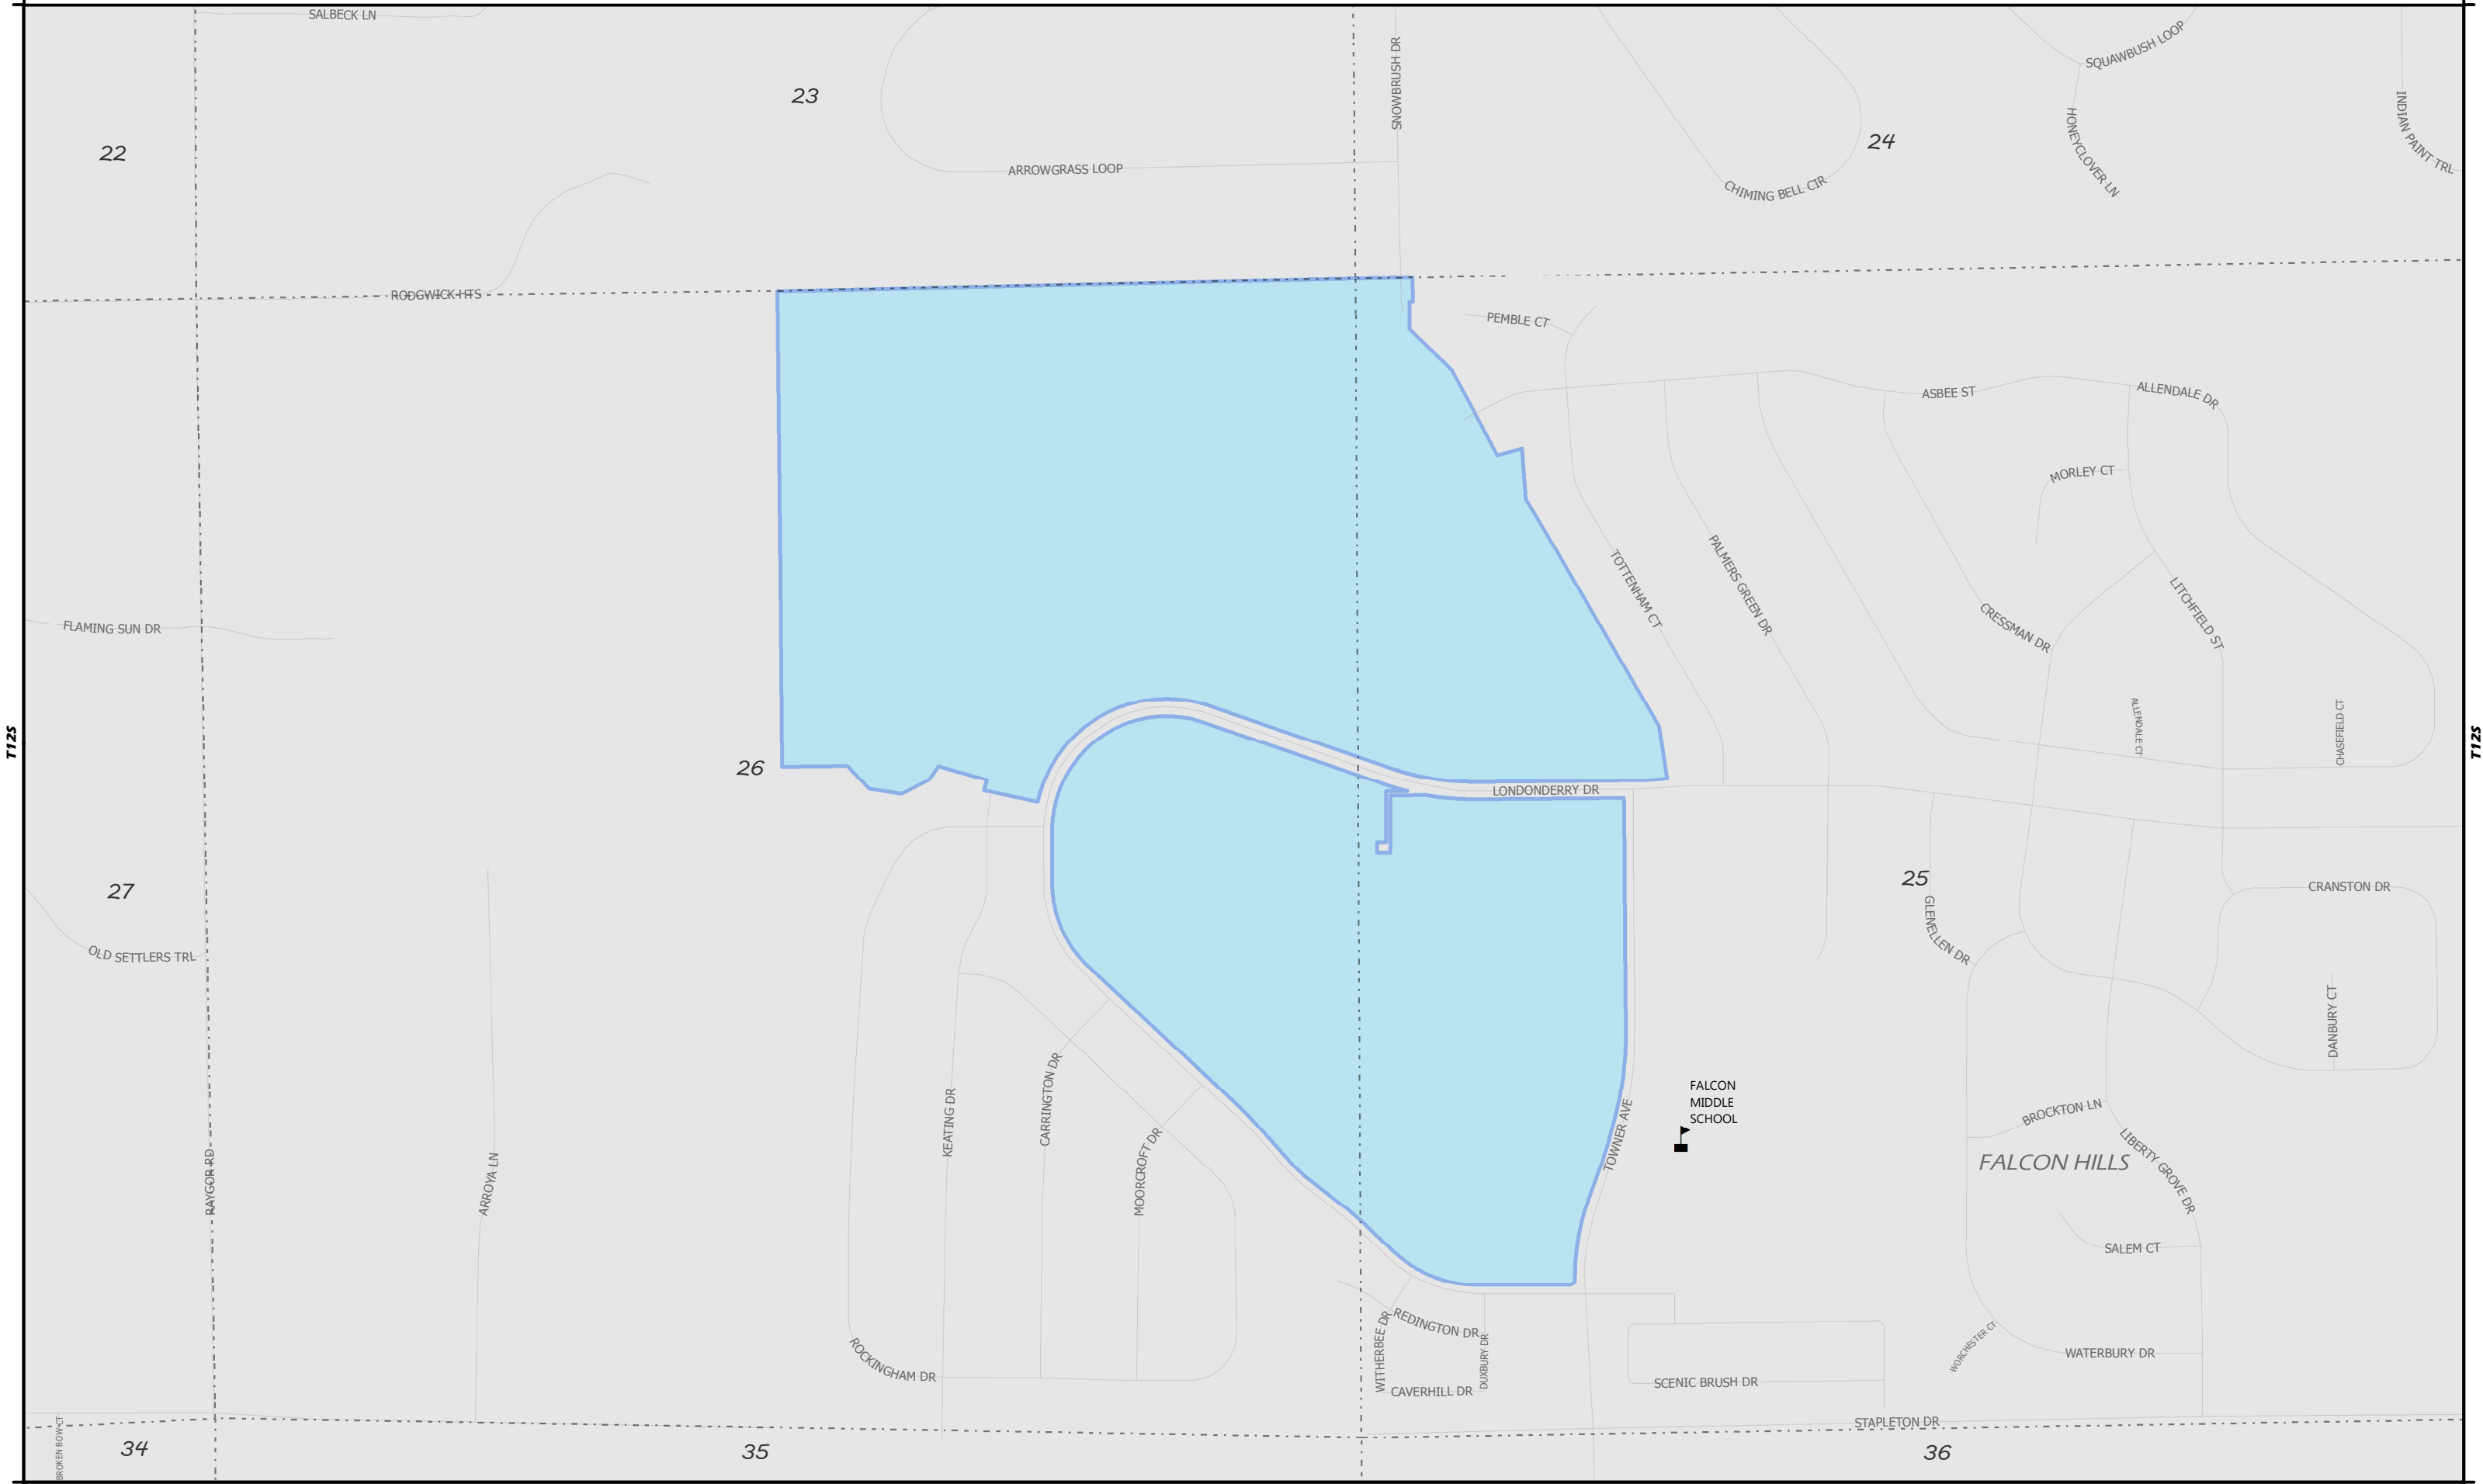 SALBECK LN
SNOWBRUSH DR
SQUAWBUSH LOOP
23
INDIAN PAINT TRL
HONEYCLOVER LN
22
24
ARROWGRASS LOOP
CHIMING BELL CIR
RODGWICK HTS
PEMBLE CT
ASBEE ST
ALLENDALE DR
MORLEY CT
TOTTENHAM CT
PALMERS GREEN DR
LITCHFIELD ST
CRESSMAN DR
FLAMING SUN DR
ALLENDALE CT
CHASEFIELD CT
T12S
T12S
26
LONDONDERRY DR
27
25
CRANSTON DR
GLENELLEN DR
OLD SETTLERS TRL
DANBURY CT
FALCON
MIDDLE
SCHOOL
KEATING DR
CARRINGTON DR
MOORCROFT DR
TOWNER AVE
BROCKTON LN
LIBERTY GROVE DR
FALCON HILLS
RAYGOR RD
ARROYA LN
SALEM CT
REDINGTON DR
WITHERBEE DR
DUXBURY DR
WORCHESTER CT
WATERBURY DR
ROCKINGHAM DR
CAVERHILL DR
SCENIC BRUSH DR
STAPLETON DR
BROKEN BOW CT
34
35
36